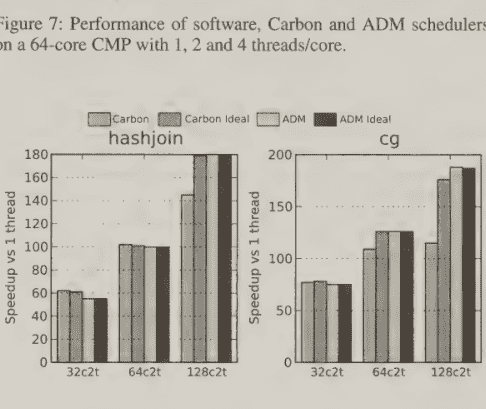 Figure 7: Performance of software, Carbon and ADM schedulers
on a 64-core CMP with 1, 2 and 4 threads/core.
Carbon Carbon Ideal ADM ADM Ideal
hashjoin cg
Speedup vs 1 thread
180
160
140
120
100
80
60
40
20
0
32c2t 64c2t 128c2t
Speedup vs 1 thread
200
150
100
50
0
32c2t 64c2t 128c2t